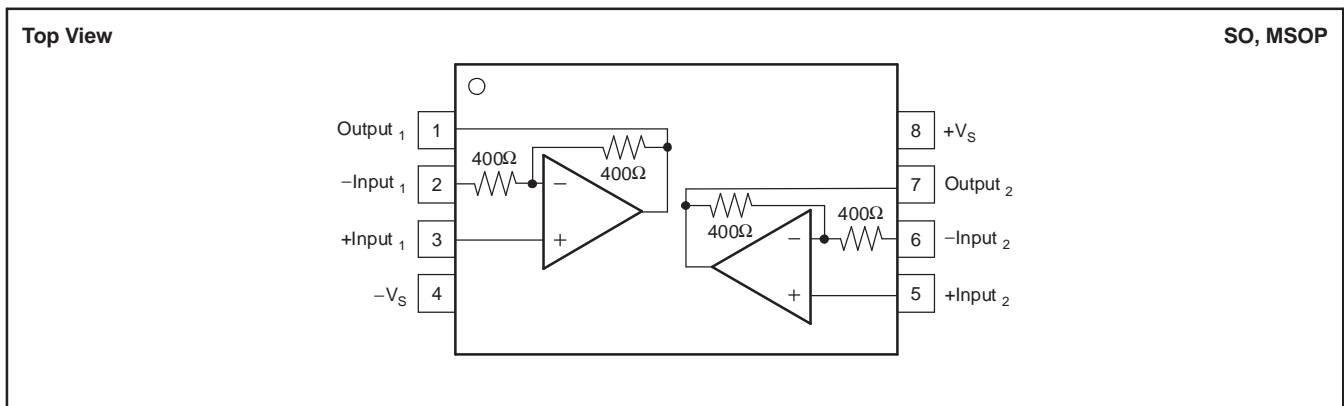 Top View
SO, MSOP
Output 1
1
–Input 1
2
+Input 1
3
–VS
4
400Ω
400Ω
–
+
400Ω
400Ω
–
+
8
+VS
7
Output 2
6
–Input 2
5
+Input 2